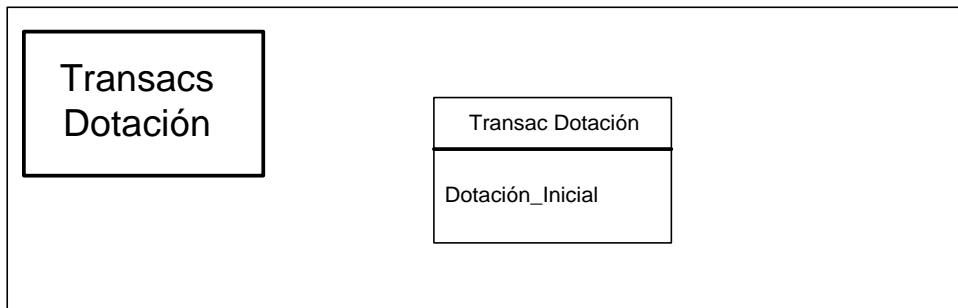 Transacs
Dotación
Transac Dotación
Dotación_Inicial